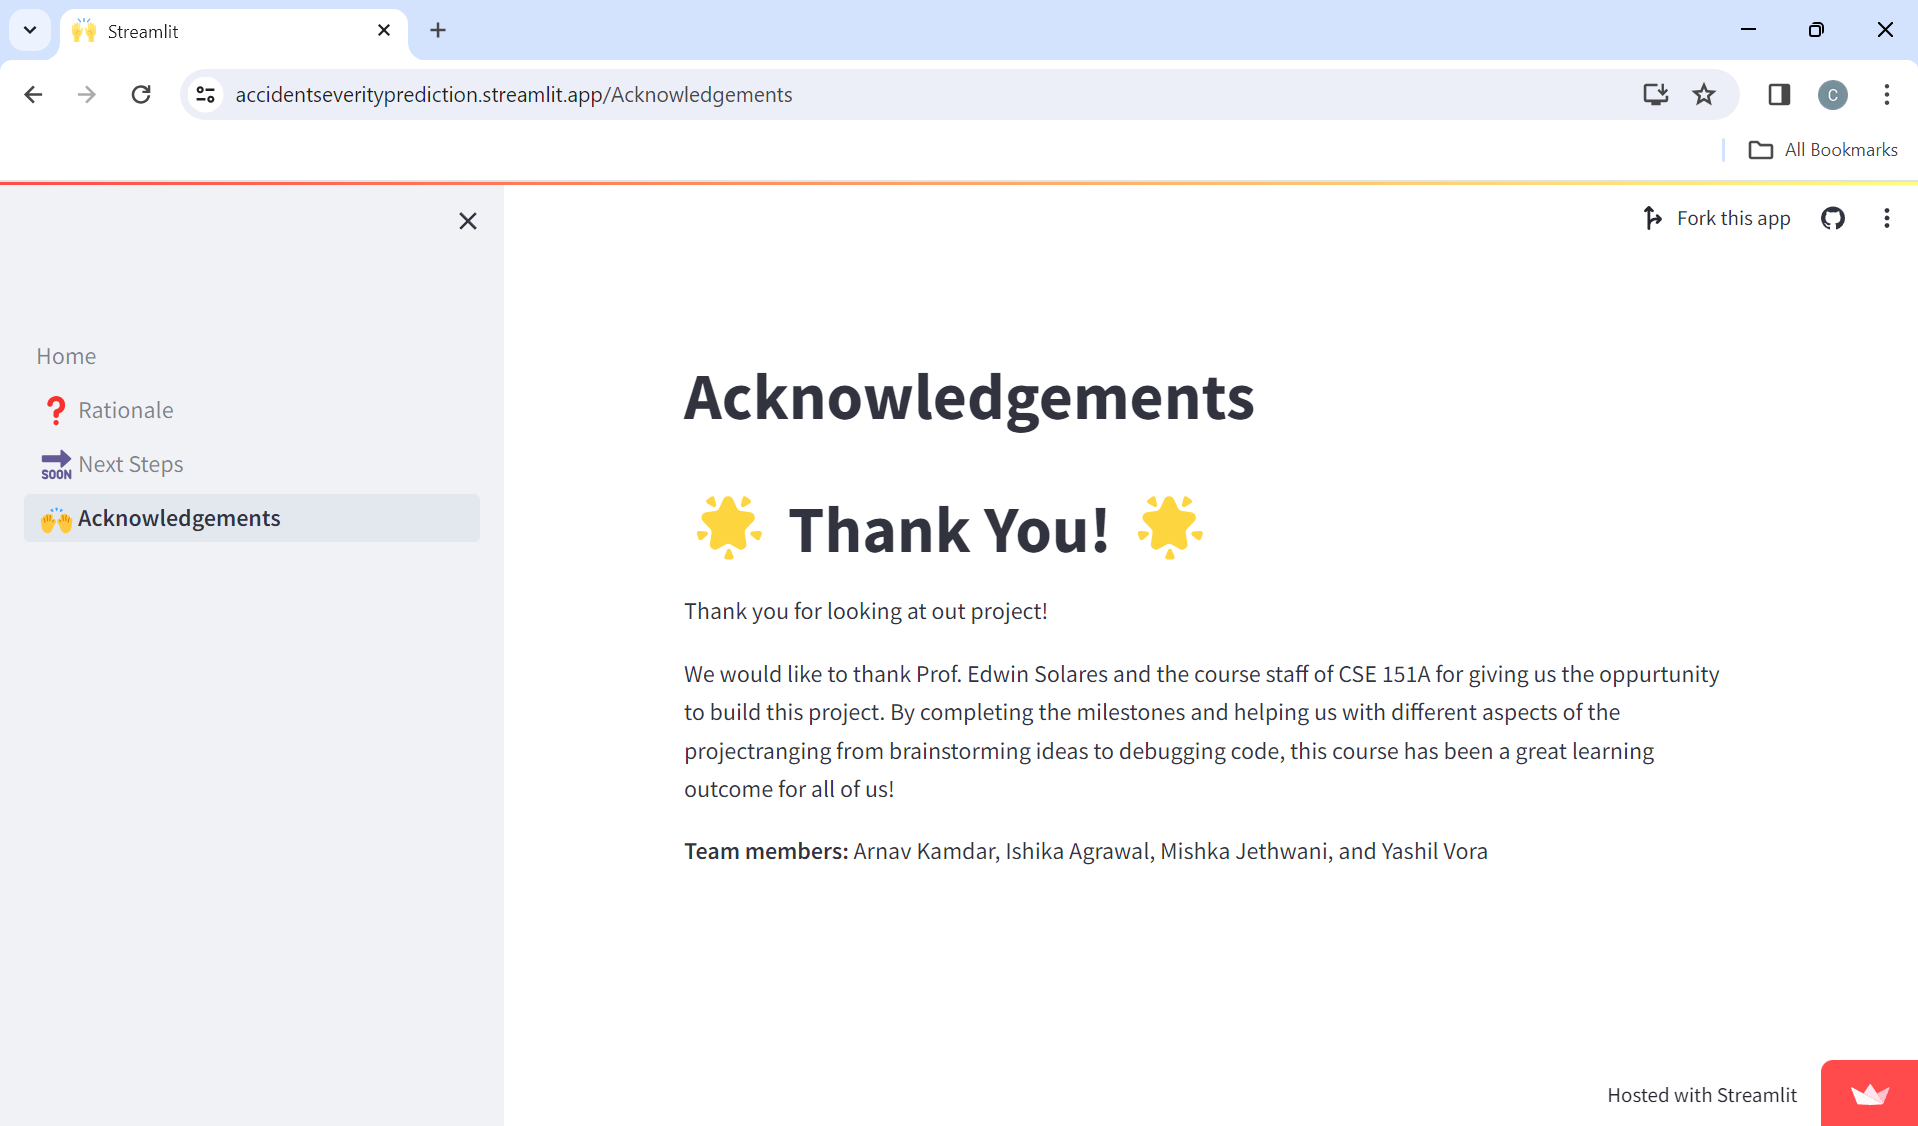 Streamlit
accidentseverityprediction.streamlit.app/Acknowledgements
C
All Bookmarks
Fork this app
Home
Rationale
SOON Next Steps
Acknowledgements
Acknowledgements
Thank You!
Thank you for looking at out project!
We would like to thank Prof. Edwin Solares and the course staff of CSE 151A for giving us the oppurtunity
to build this project. By completing the milestones and helping us with different aspects of the
projectranging from brainstorming ideas to debugging code, this course has been a great learning
outcome for all of us!
Team members: Arnav Kamdar, Ishika Agrawal, Mishka Jethwani, and Yashil Vora
Hosted with Streamlit